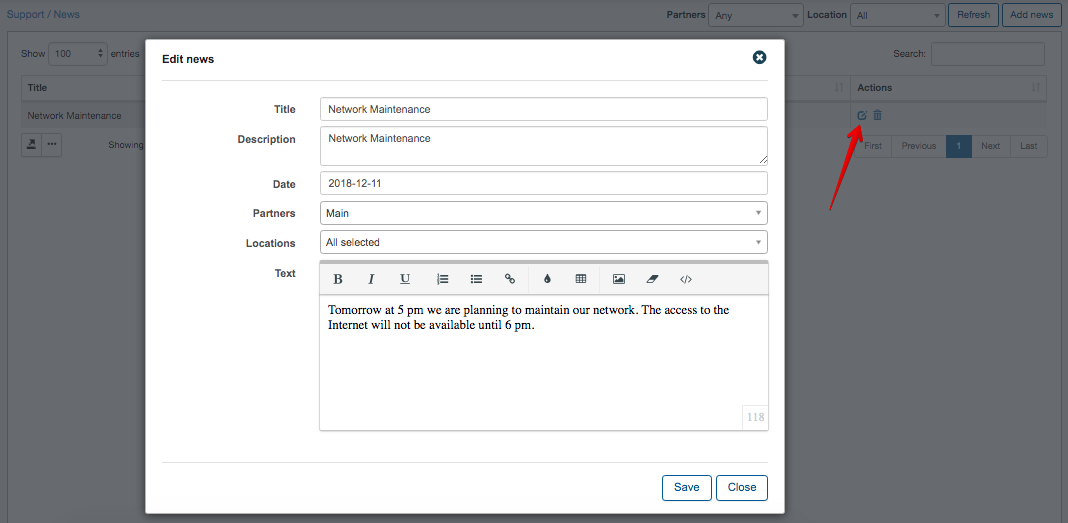 Support / News
Partners Any Location All Refresh Add news
Show 100 entries
Search:
Title
Actions
Network Maintenance
Showing
First Previous 1 Next Last
Edit news
Title Network Maintenance
Description Network Maintenance
Date 2018-12-11
Partners Main
Locations All selected
Text
B I U
Tomorrow at 5 pm we are planning to maintain our network. The access to the
Internet will not be available until 6 pm.
118
Save Close